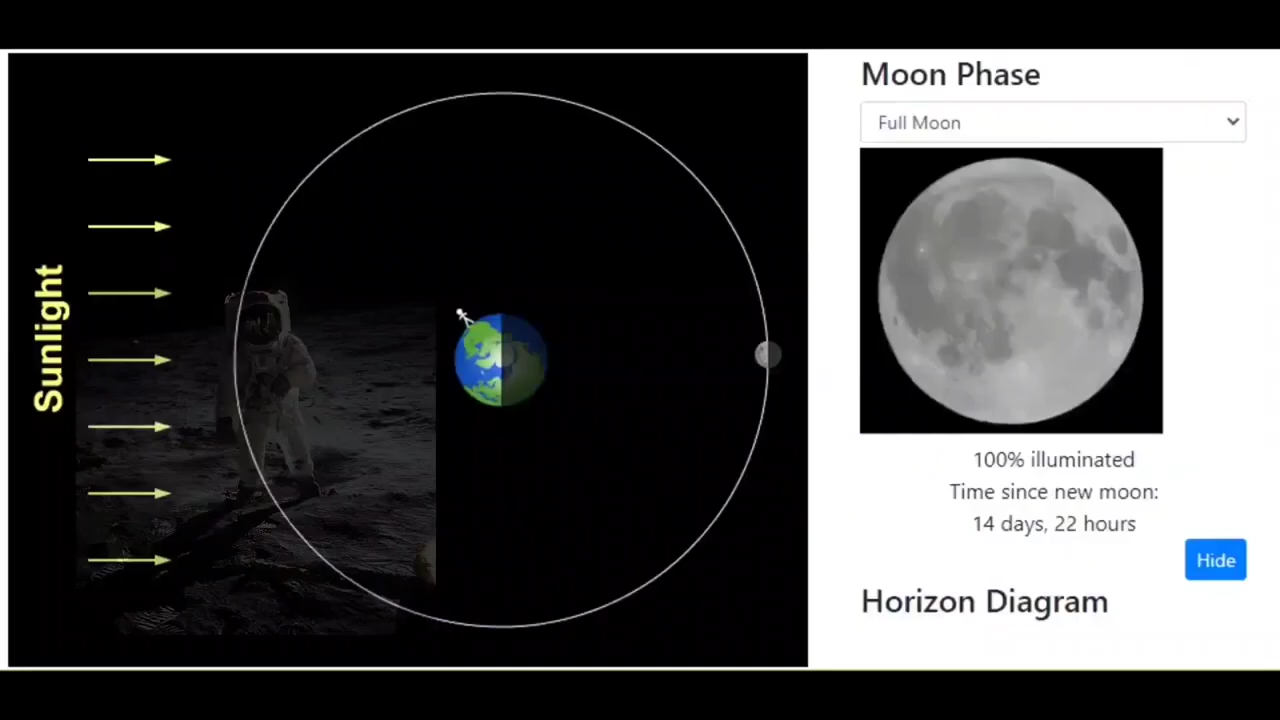 Sunlight
Moon Phase
Full Moon
100% illuminated
Time since new moon:
14 days, 22 hours
Hide
Horizon Diagram